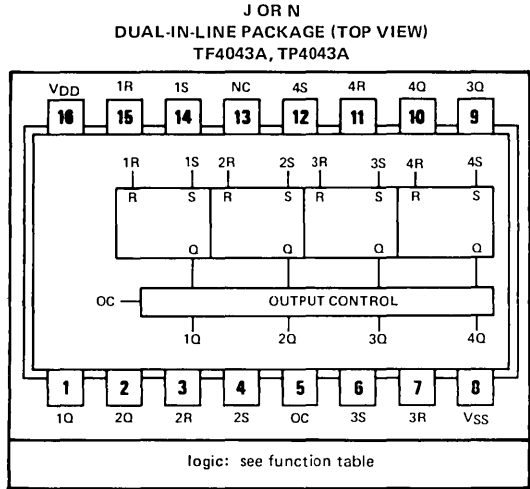 J OR N
DUAL-IN-LINE PACKAGE (TOP VIEW)
TF4043A, TP4043A
VDD 1R 1S NC 4S 4R 4Q 3Q
16 15 14 13 12 11 10 9
1R 1S 2R 2S 3R 3S 4R 4S
R S R S R S R S
Q Q Q Q
OC OUTPUT CONTROL
1Q 2Q 3Q 4Q
1 2 3 4 5 6 7 8
1Q 2Q 2R 2S OC 3S 3R VSS
logic: see function table